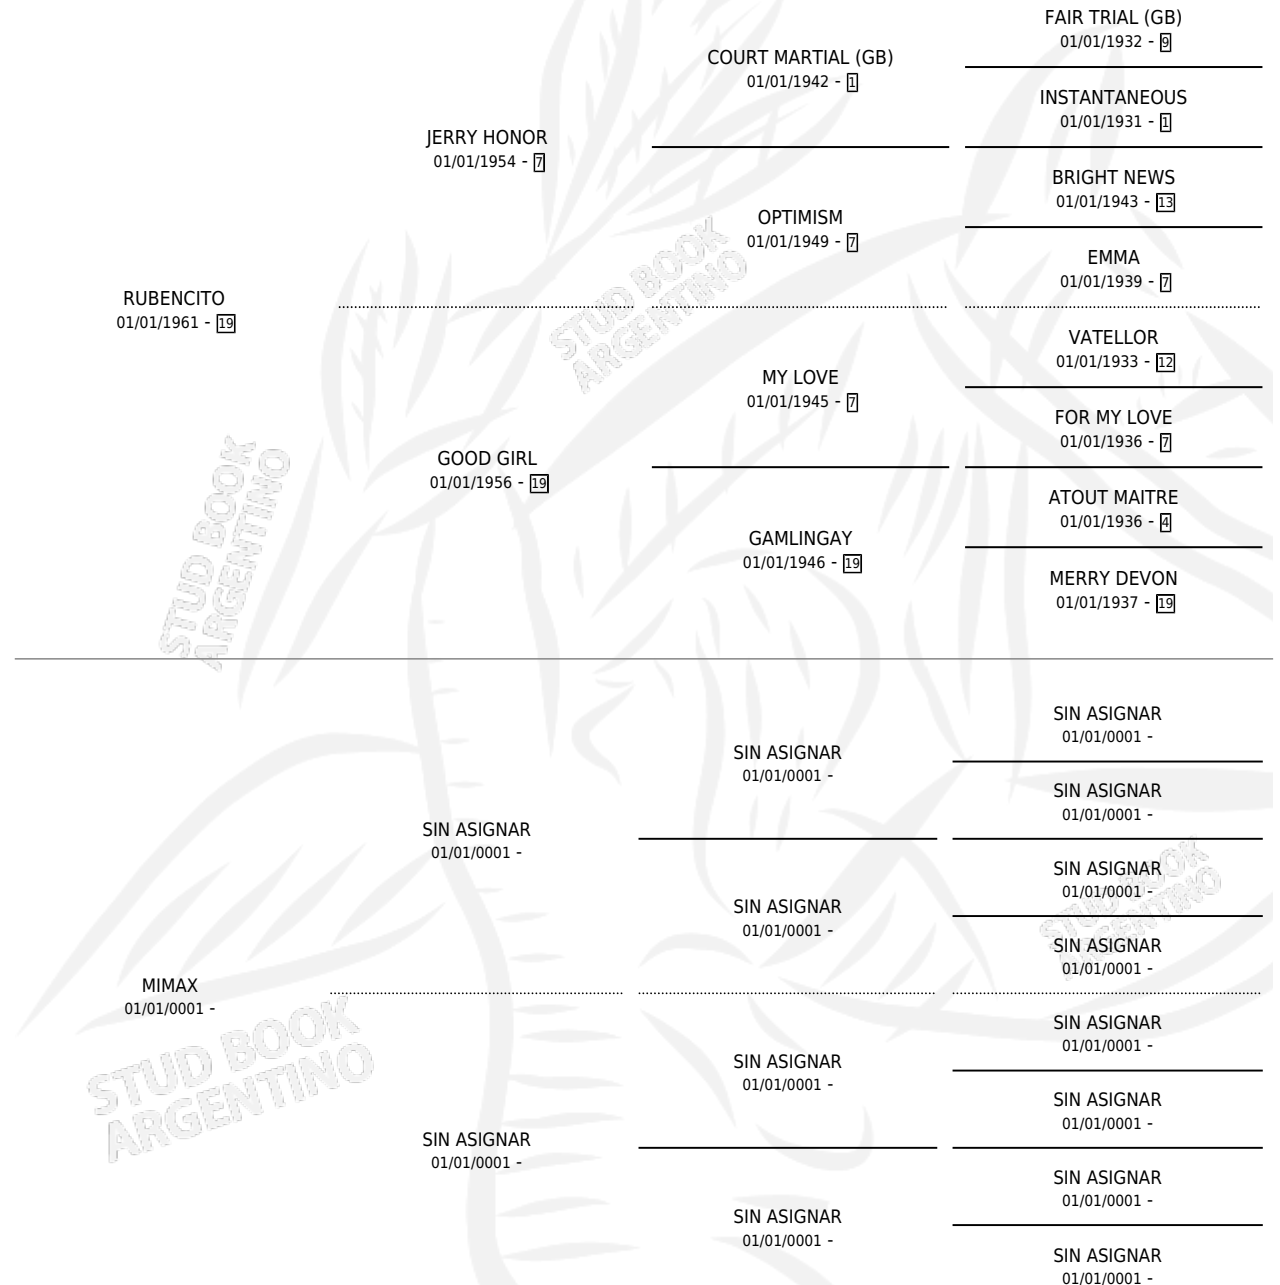 FAIR TRIAL (GB)
01/01/1932 - 9
COURT MARTIAL (GB)
01/01/1942 - 1
INSTANTANEOUS
01/01/1931 - 1
JERRY HONOR
01/01/1954 - 7
BRIGHT NEWS
01/01/1943 - 13
OPTIMISM
01/01/1949 - 7
EMMA
01/01/1939 - 7
RUBENCITO
01/01/1961 - 19
VATELLOR
01/01/1933 - 12
MY LOVE
01/01/1945 - 7
FOR MY LOVE
01/01/1936 - 7
GOOD GIRL
01/01/1956 - 19
ATOUT MAITRE
01/01/1936 - 4
GAMLINGAY
01/01/1946 - 19
MERRY DEVON
01/01/1937 - 19
SIN ASIGNAR
01/01/0001 -
SIN ASIGNAR
01/01/0001 -
SIN ASIGNAR
01/01/0001 -
SIN ASIGNAR
01/01/0001 -
SIN ASIGNAR
01/01/0001 -
SIN ASIGNAR
01/01/0001 -
SIN ASIGNAR
01/01/0001 -
MIMAX
01/01/0001 -
SIN ASIGNAR
01/01/0001 -
SIN ASIGNAR
01/01/0001 -
SIN ASIGNAR
01/01/0001 -
SIN ASIGNAR
01/01/0001 -
SIN ASIGNAR
01/01/0001 -
SIN ASIGNAR
01/01/0001 -
SIN ASIGNAR
01/01/0001 -
STUD BOOK
ARGENTINO
STUD BOOK
ARGENTINO
STUD BOOK
ARGENTINO
STUD BOOK
ARGENTINO